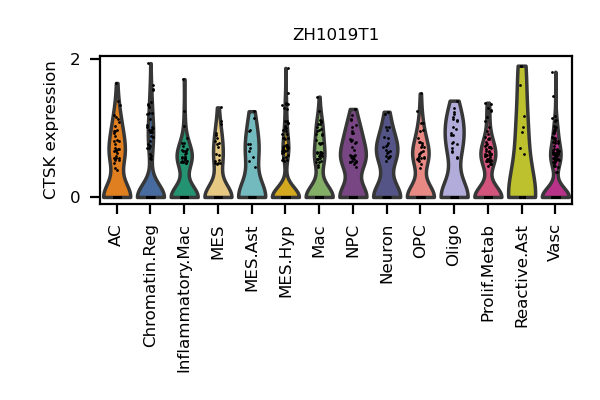 ZH1019T1
CTSK expression
2
0
AC
Chromatin.Reg
Inflammatory.Mac
MES
MES.Ast
MES.Hyp
Mac
NPC
Neuron
OPC
Oligo
Prolif.Metab
Reactive.Ast
Vasc